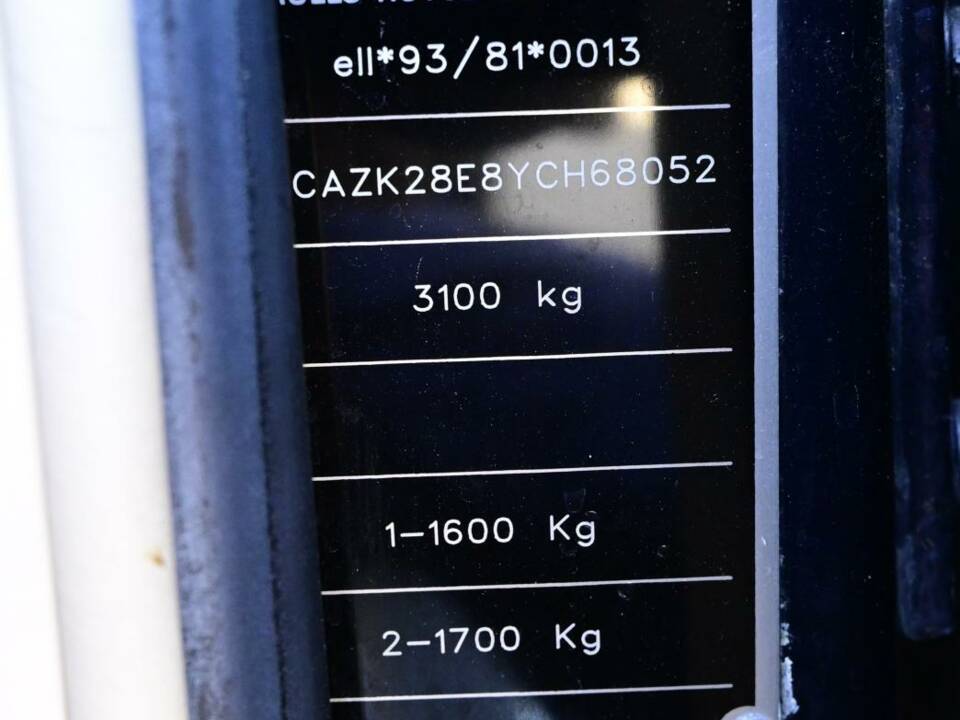 e11*93/81*0013
CAZK28E8YCH68052
3100 kg
1-1600 Kg
2-1700 Kg